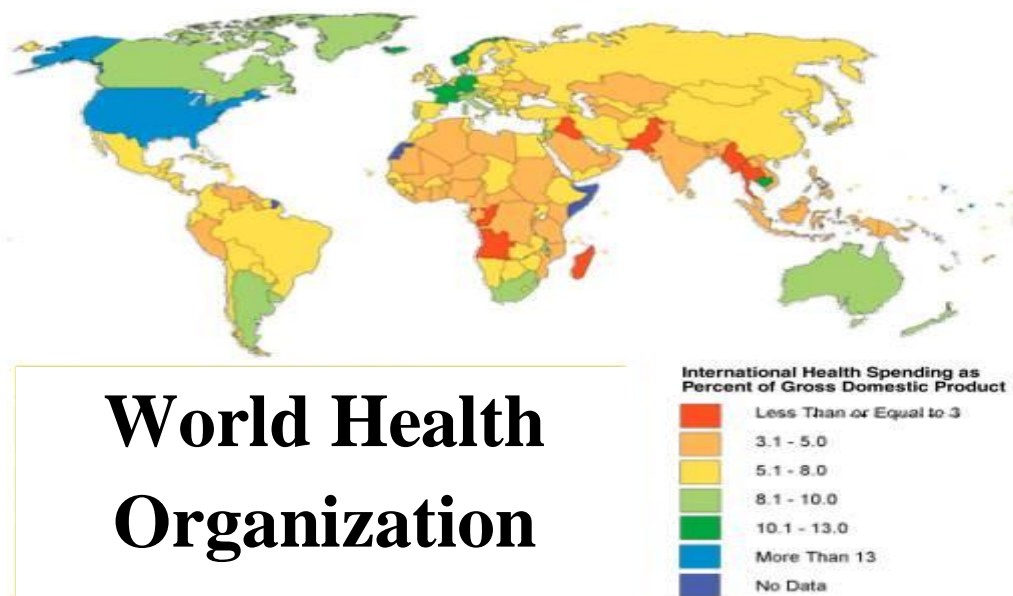 World Health
Organization
International Health Spending as
Percent of Gross Domestic Product
Less Than or Equal to 3
3.1 - 5.0
5.1 - 8.0
8.1 - 10.0
10.1 - 13.0
More Than 13
No Data